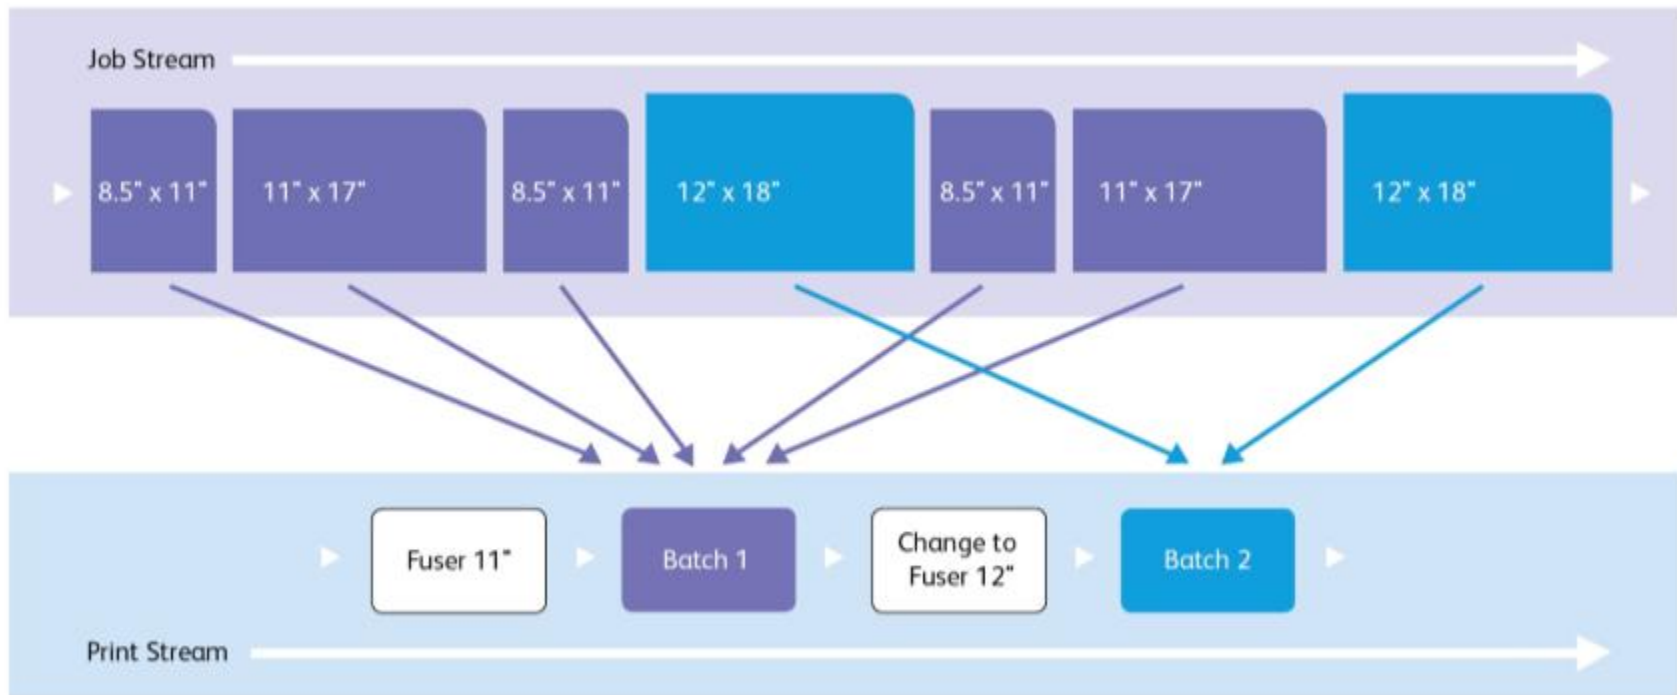 Job Stream
8.5" x 11"
11" x 17"
8.5" x 11"
12" x 18"
8.5" x 11"
11" x 17"
12" x 18"
Fuser 11"
Batch 1
Change to
Fuser 12"
Batch 2
Print Stream